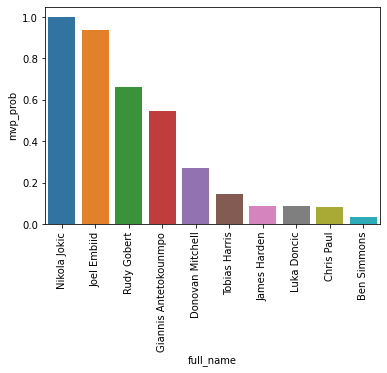 1.0
0.8
0.6
0.4
0.2
0.0
mvp_prob
Nikola Jokic
Joel Embiid
Rudy Gobert
Giannis Antetokounmpo
Donovan Mitchell
Tobias Harris
James Harden
Luka Doncic
Chris Paul
Ben Simmons
full_name